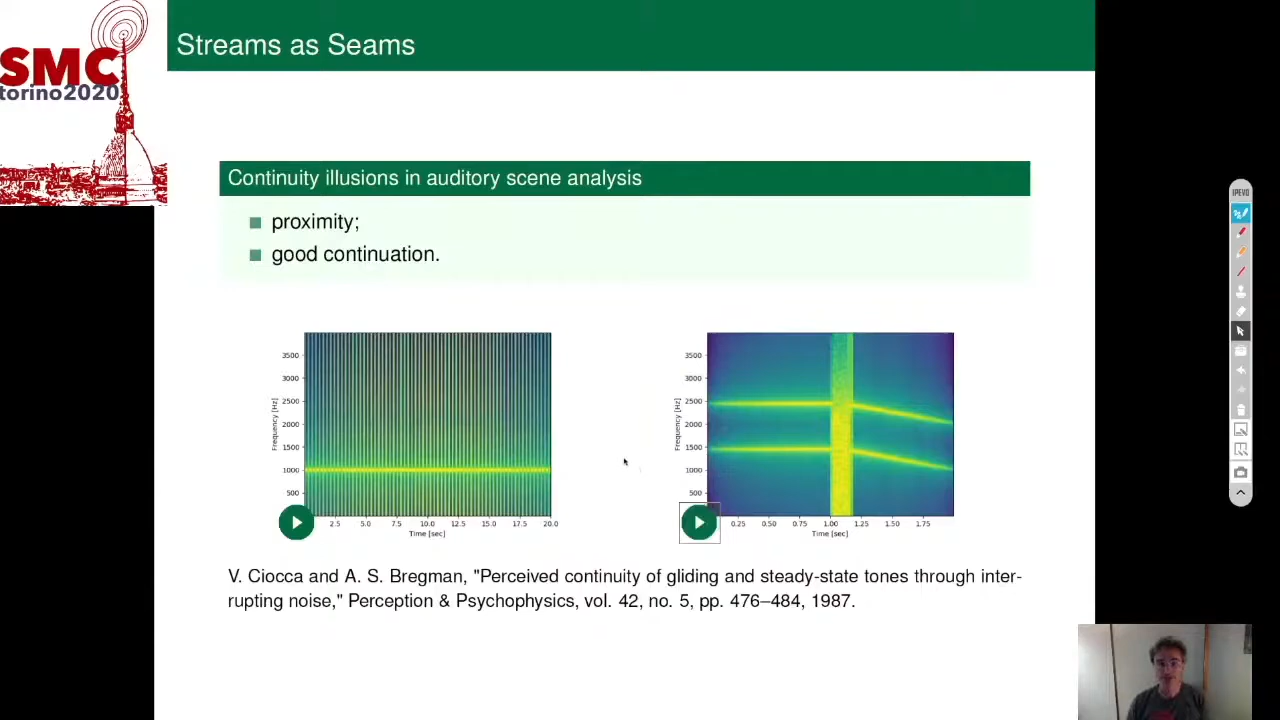 Streams as Seams
SMC
torino2020
Continuity illusions in auditory scene analysis
proximity;
good continuation.
3500
3000
2500
2000
1500
1000
500
Frequency [Hz]
2.5 5.0 7.5 10.0 12.5 15.0 17.5 20.0
Time [sec]
3500
3000
2500
2000
1500
1000
500
Frequency [Hz]
0.25 0.50 0.75 1.00 1.25 1.50 1.75
Time [sec]
V. Ciocca and A. S. Bregman, "Perceived continuity of gliding and steady-state tones through inter-
rupting noise," Perception & Psychophysics, vol. 42, no. 5, pp. 476–484, 1987.
IPEVO